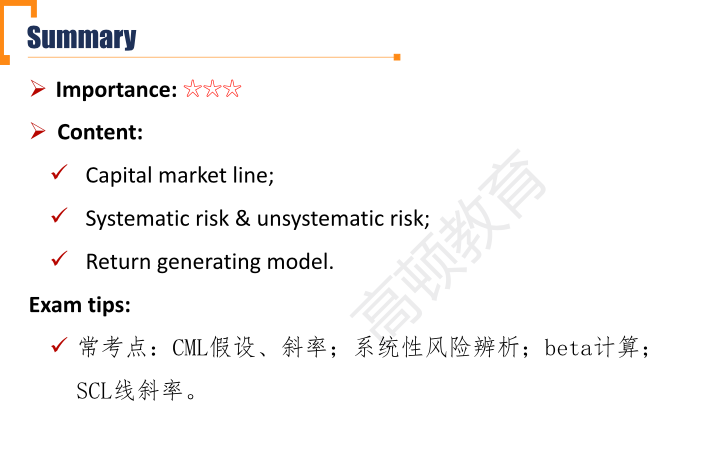 Summary
Importance: ☆☆☆
Content:
Capital market line;
Systematic risk & unsystematic risk;
Return generating model.
Exam tips:
常考点：CML假设、斜率；系统性风险辨析；beta计算；
SCL线斜率。
高顿教育